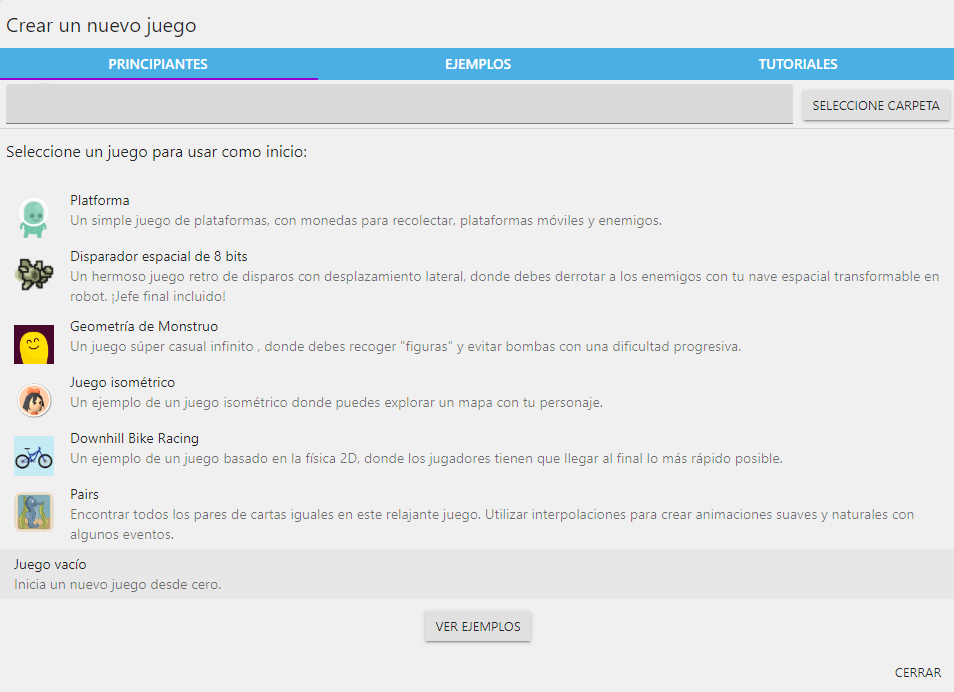 Crear un nuevo juego
PRINCIPIANTES
EJEMPLOS
TUTORIALES
SELECCIONE CARPETA
Seleccione un juego para usar como inicio:
Platforma
Un simple juego de plataformas, con monedas para recolectar, plataformas móviles y enemigos.
Disparador espacial de 8 bits
Un hermoso juego retro de disparos con desplazamiento lateral, donde debes derrotar a los enemigos con tu nave espacial transformable en
robot. ¡Jefe final incluido!
Geometría de Monstruo
Un juego súper casual infinito , donde debes recoger "figuras" y evitar bombas con una dificultad progresiva.
Juego isométrico
Un ejemplo de un juego isométrico donde puedes explorar un mapa con tu personaje.
Downhill Bike Racing
Un ejemplo de un juego basado en la física 2D, donde los jugadores tienen que llegar al final lo más rápido posible.
Pairs
Encontrar todos los pares de cartas iguales en este relajante juego. Utilizar interpolaciones para crear animaciones suaves y naturales con
algunos eventos.
Juego vacío
Inicia un nuevo juego desde cero.
VER EJEMPLOS
CERRAR